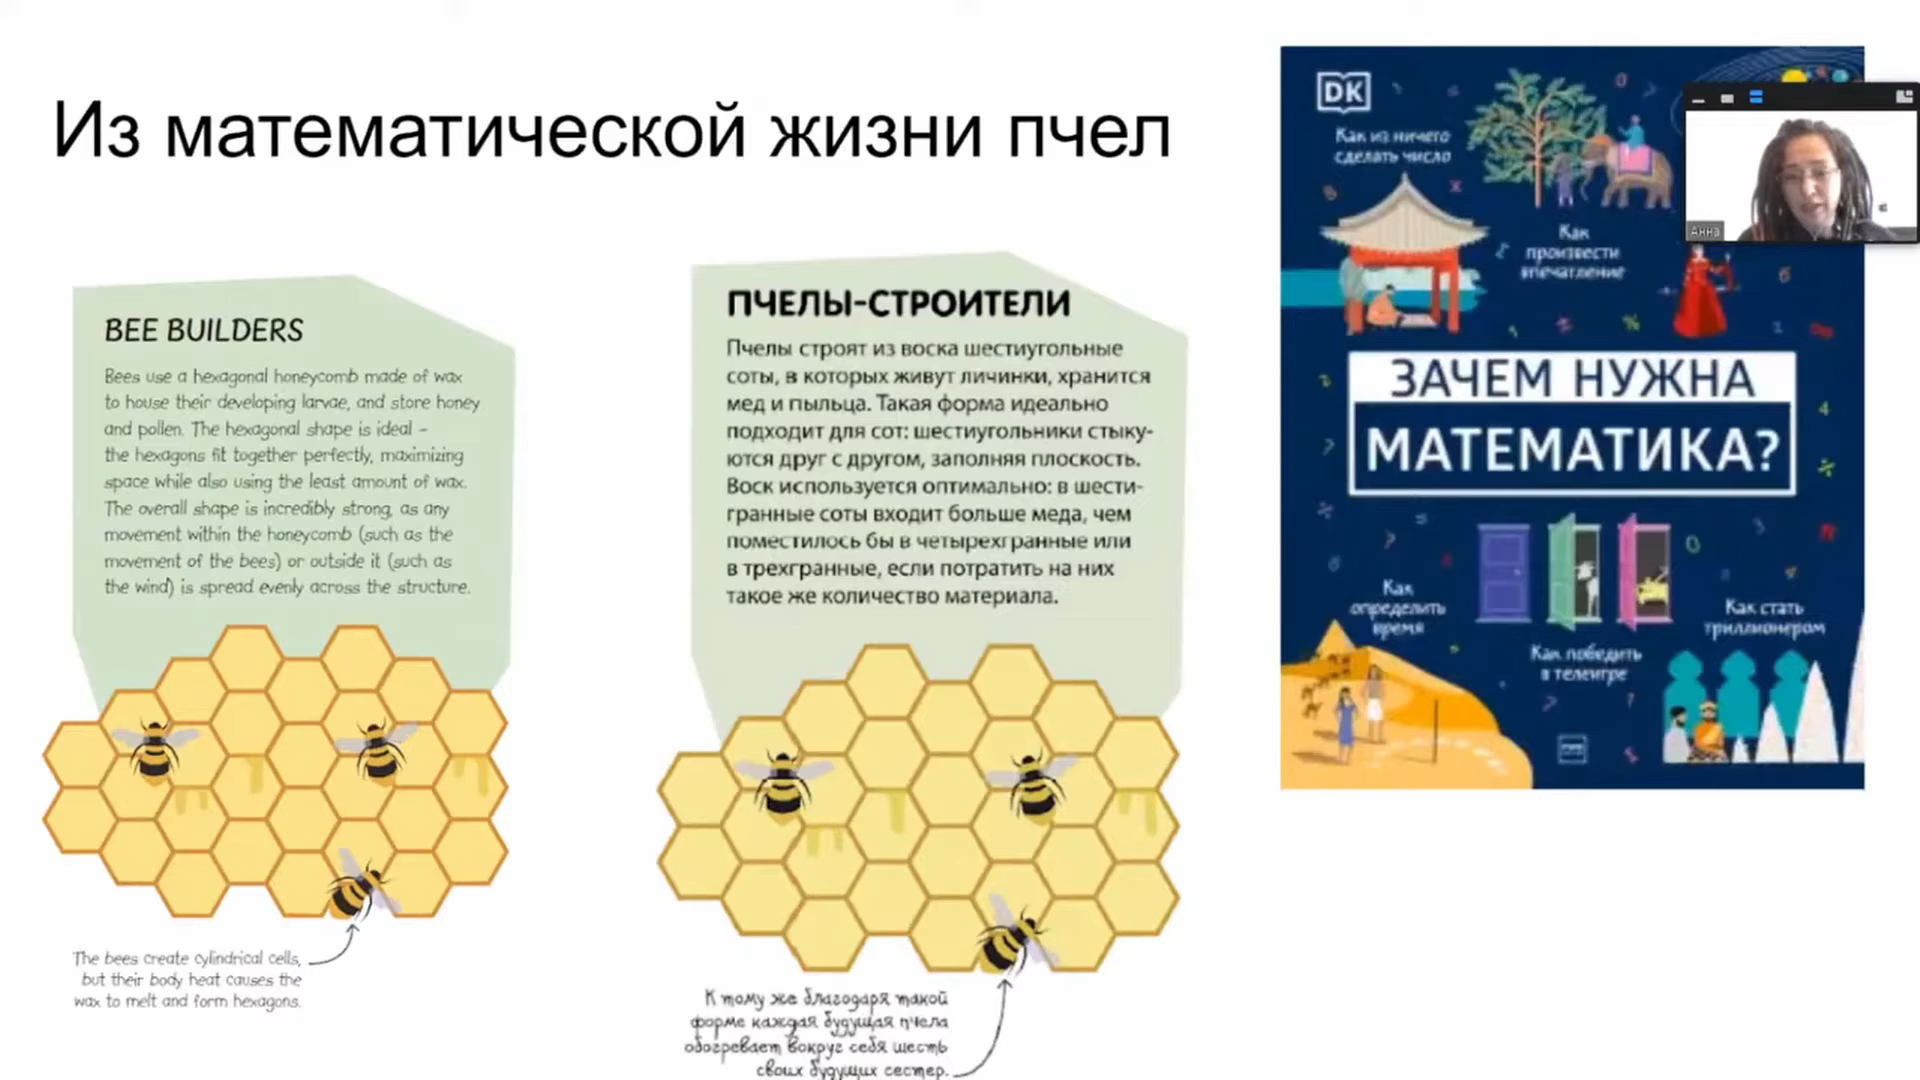 Из математической жизни пчел
BEE BUILDERS
Bees use a hexagonal honeycomb made of wax
to house their developing larvae, and store honey
and pollen. The hexagonal shape is ideal –
the hexagons fit together perfectly, maximizing
space while also using the least amount of wax.
The overall shape is incredibly strong, as any
movement within the honeycomb (such as the
movement of the bees) or outside it (such as
the wind) is spread evenly across the structure.
The bees create cylindrical cells,
but their body heat causes the
wax to melt and form hexagons.
ПЧЕЛЫ-СТРОИТЕЛИ
Пчелы строят из воска шестиугольные
соты, в которых живут личинки, хранится
мед и пыльца. Такая форма идеально
подходит для сот: шестиугольники стыку-
ются друг с другом, заполняя плоскость.
Воск используется оптимально: в шести-
гранные соты входит больше меда, чем
поместилось бы в четырехгранные или
в трехгранные, если потратить на них
такое же количество материала.
К тому же благодаря такой
форме каждая будущая пчела
обогревает вокруг себя шесть
своих будущих сестер.
DK
Как из ничего
сделать число
Как
произвести
впечатление
ЗАЧЕМ НУЖНА
МАТЕМАТИКА?
Как
определить
время
Как победить
в телеигре
Как стать
триллионером
Анна